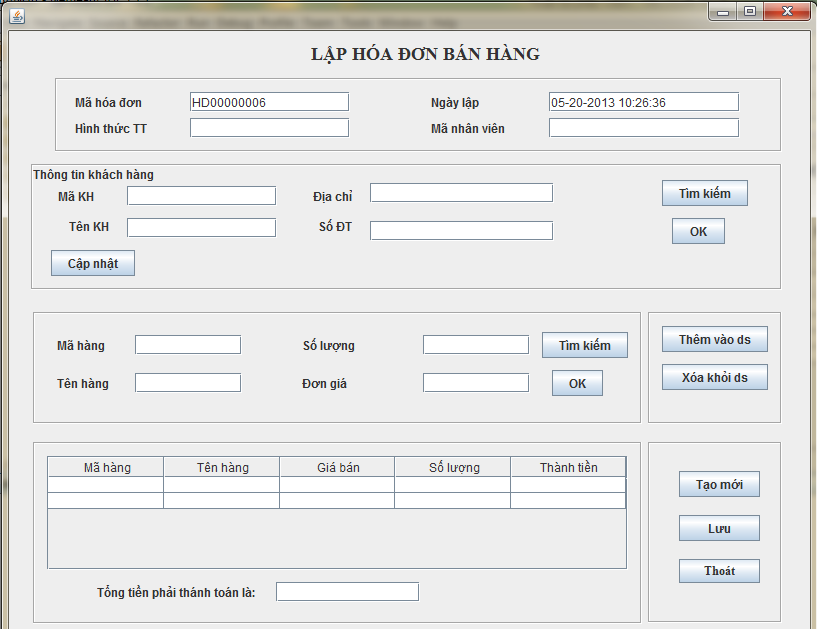 LẬP HÓA ĐƠN BÁN HÀNG
Mã hóa đơn HD00000006 Ngày lập 05-20-2013 10:26:36
Hình thức TT Mã nhân viên
Thông tin khách hàng
Mã KH Địa chỉ Tìm kiếm
Tên KH Số ĐT OK
Cập nhật
Mã hàng Số lượng Tìm kiếm Thêm vào ds
Tên hàng Đơn giá OK Xóa khỏi ds
Mã hàng Tên hàng Giá bán Số lượng Thành tiền
Tạo mới
Lưu
Thoát
Tổng tiền phải thánh toán là: